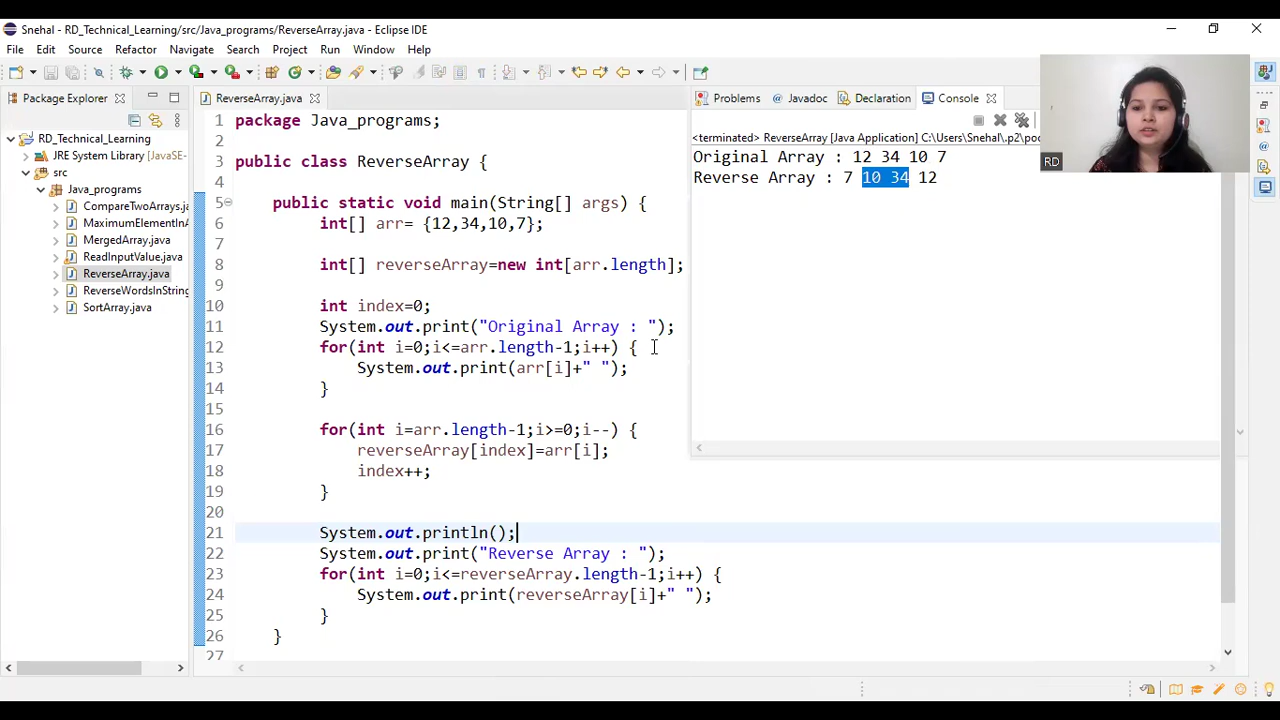 Snehal - RD_Technical_Learning/src/Java_programs/ReverseArray.java - Eclipse IDE
File Edit Source Refactor Navigate Search Project Run Window Help
Package Explorer
RD_Technical_Learning
JRE System Library [JavaSE-
src
Java_programs
CompareTwoArrays.ja
MaximumElementInA
MergedArray.java
ReadInputValue.java
ReverseArray.java
ReverseWordsInString
SortArray.java
ReverseArray.java
1 package Java_programs;
2
3 public class ReverseArray {
4
5 public static void main(String[] args) {
6 int[] arr= {12,34,10,7};
7
8 int[] reverseArray=new int[arr.length];
9
10 int index=0;
11 System.out.print("Original Array : ");
12 for(int i=0;i<=arr.length-1;i++) {
13 System.out.print(arr[i]+" ");
14 }
15
16 for(int i=arr.length-1;i>=0;i--) {
17 reverseArray[index]=arr[i];
18 index++;
19 }
20
21 System.out.println();
22 System.out.print("Reverse Array : ");
23 for(int i=0;i<=reverseArray.length-1;i++) {
24 System.out.print(reverseArray[i]+" ");
25 }
26 }
27
Problems Javadoc Declaration Console
<terminated> ReverseArray [Java Application] C:\Users\Snehal\.p2\poo
Original Array : 12 34 10 7
Reverse Array : 7 10 34 12
RD